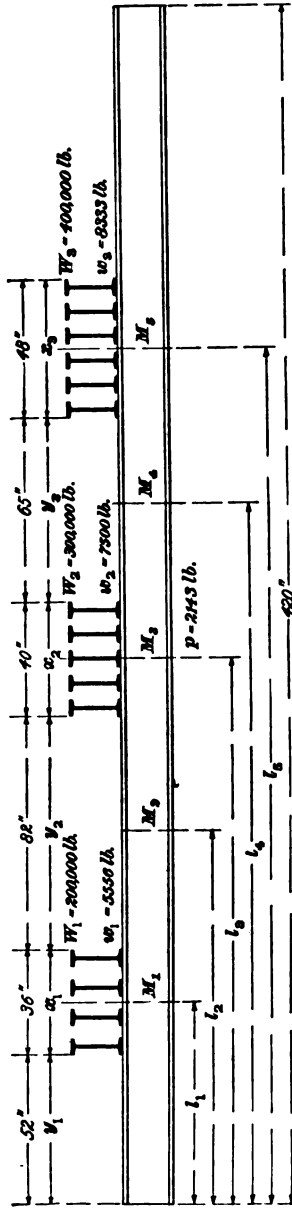 52" 36" 82" 40" 65" 48"
y₁ x₁ y₂ x₂ y₃ x₃
W₁ = 200,000 lb. W₂ = 300,000 lb. W₃ = 400,000 lb.
w₁ = 5550 lb. w₂ = 7500 lb. w₃ = 8333 lb.
M₁ M₂ M₃ M₄ M₅
p = 2143 lb.
l₁
l₂
l₃
l₄
l₅
420"